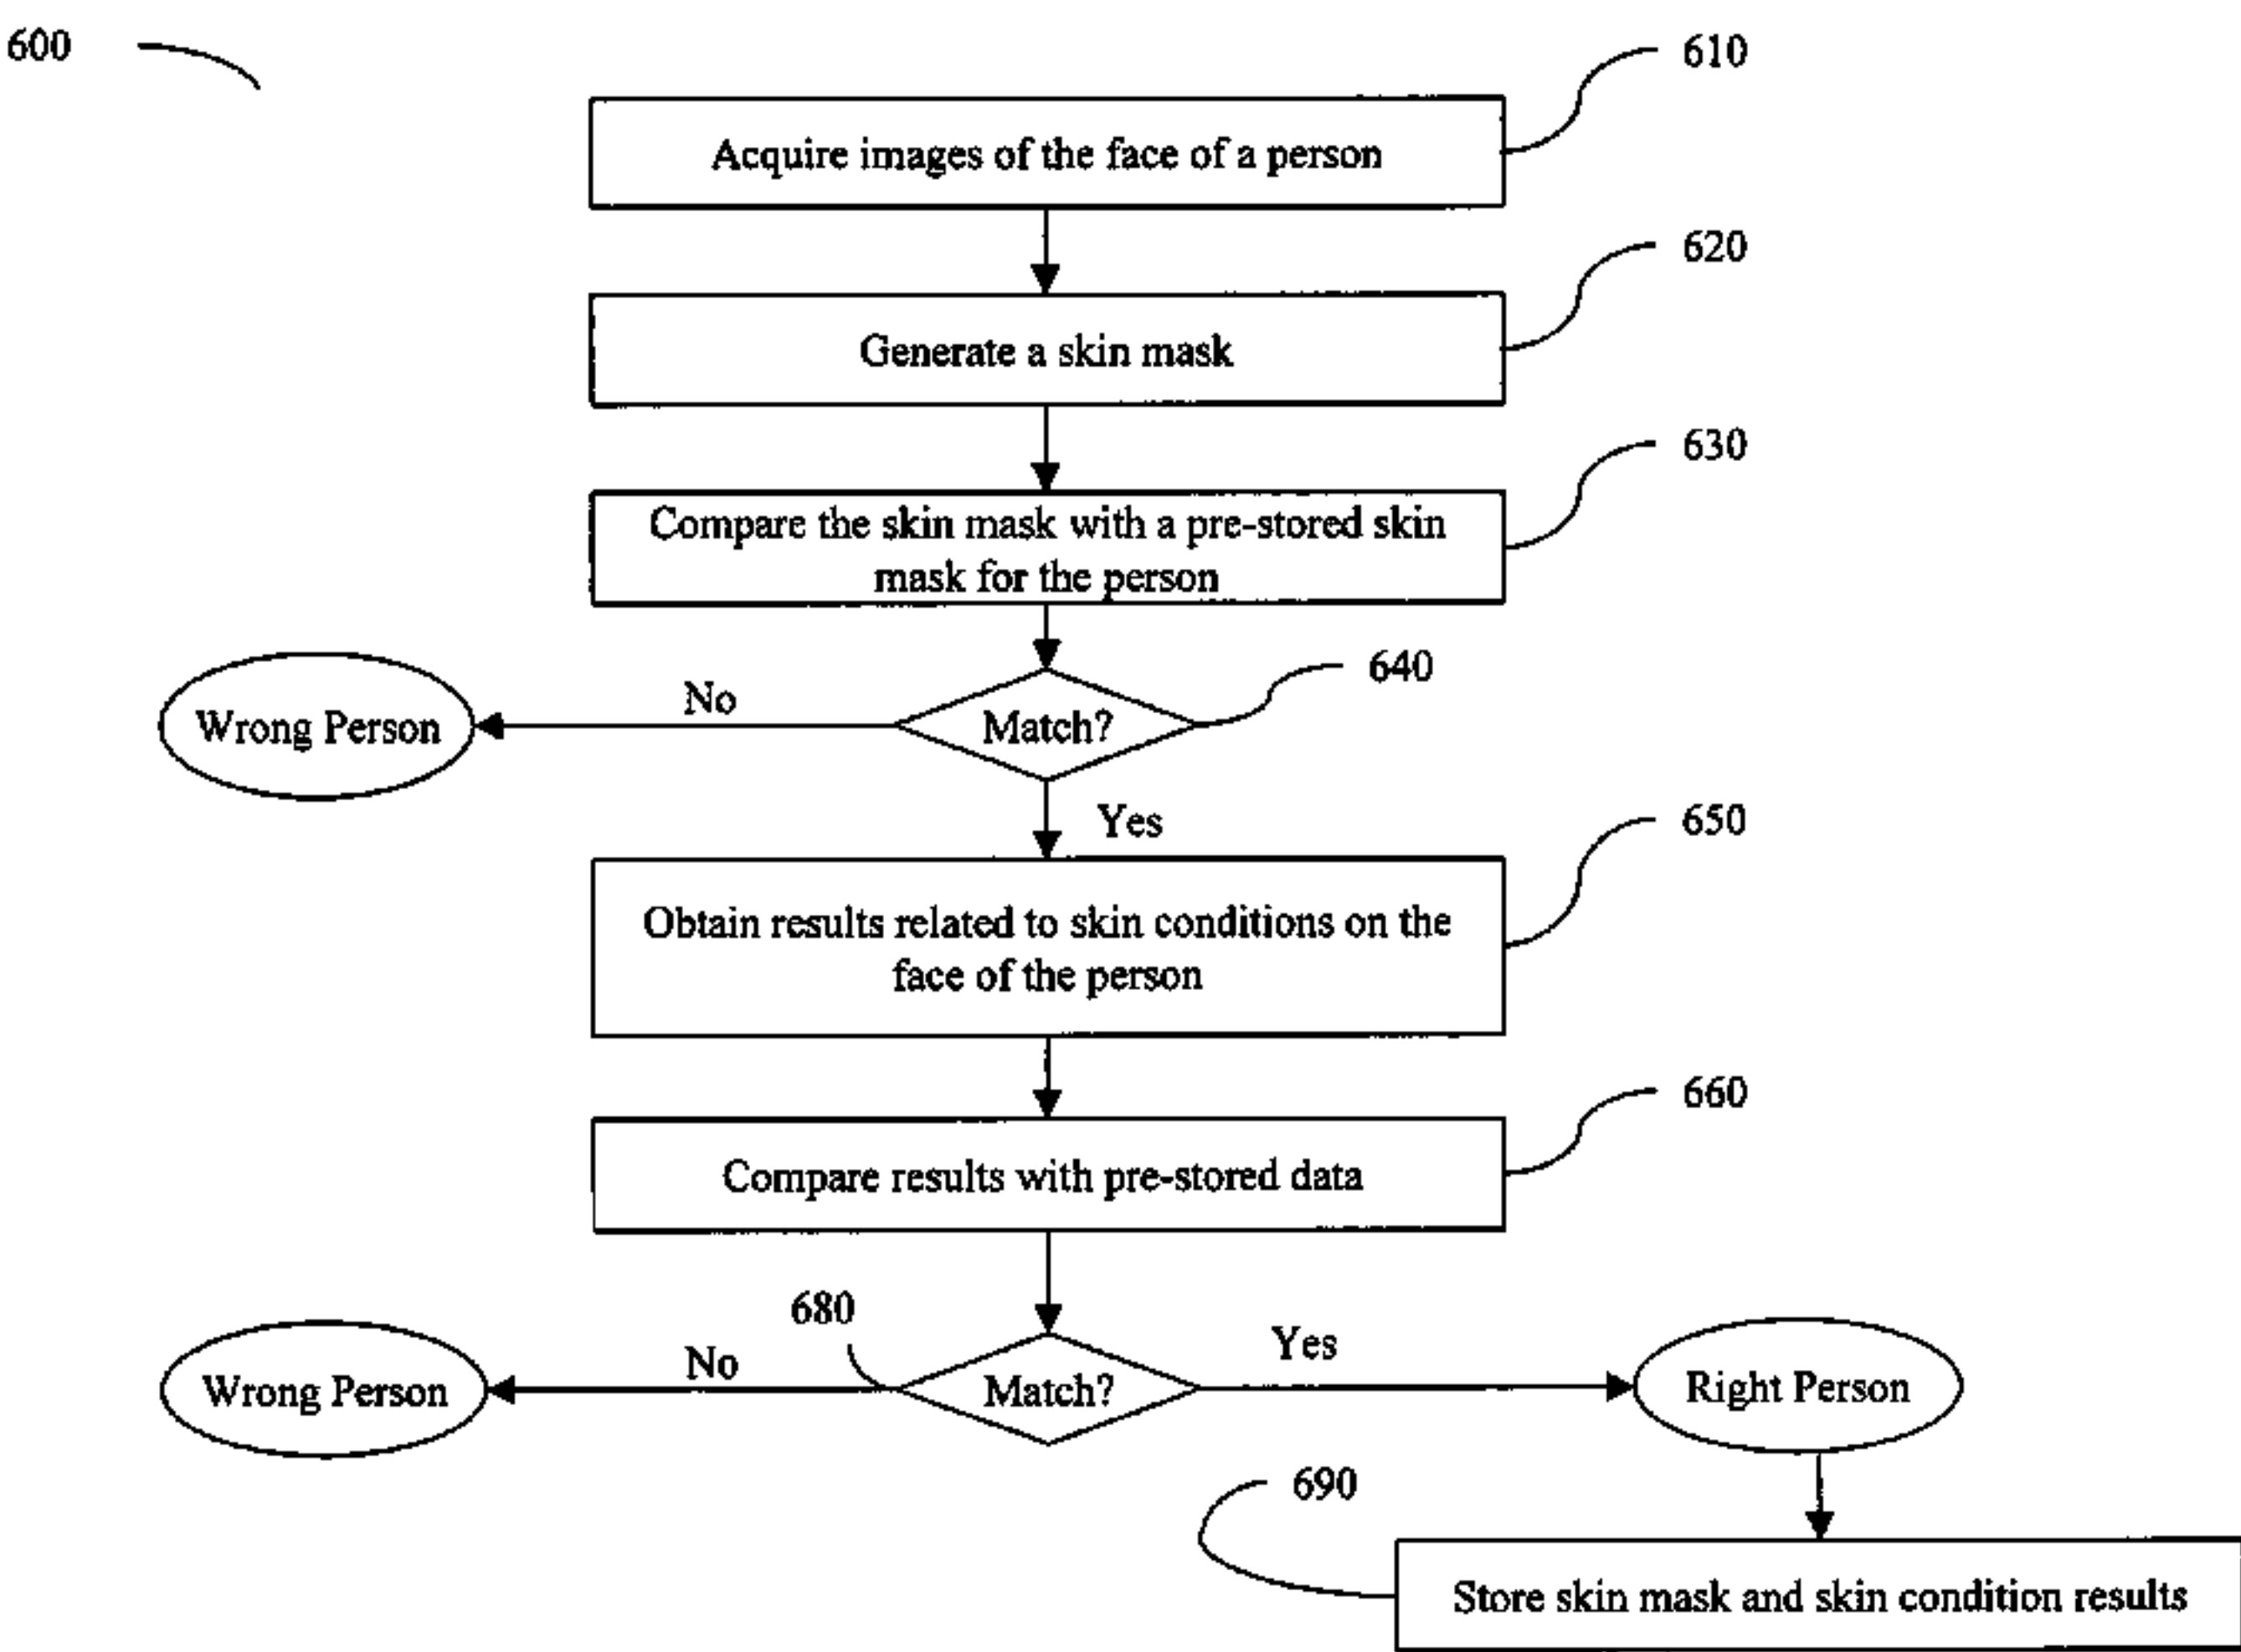 600
610
Acquire images of the face of a person
620
Generate a skin mask
630
Compare the skin mask with a pre-stored skin
mask for the person
640
No
Wrong Person
Match?
Yes
650
Obtain results related to skin conditions on the
face of the person
660
Compare results with pre-stored data
680
No
Yes
Wrong Person
Match?
Right Person
690
Store skin mask and skin condition results